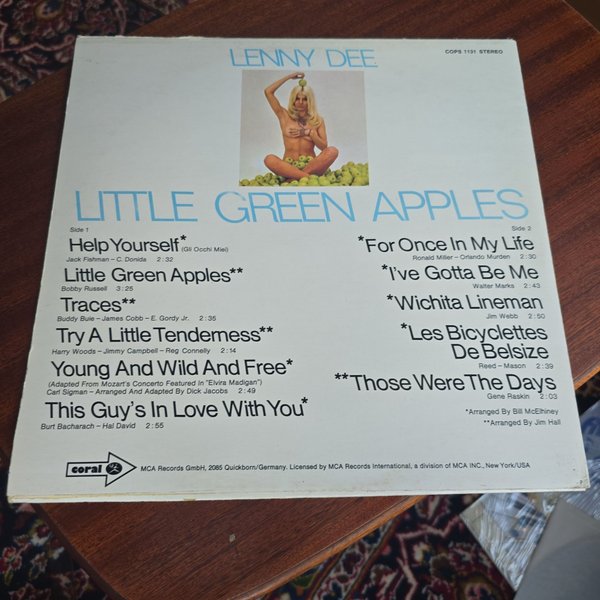 LENNY DEE
COPS 1131 STEREO
LITTLE GREEN APPLES
Side 1
Help Yourself* (Gli Occhi Miei)
Jack Fishman – C. Donida 2:32
Little Green Apples**
Bobby Russell 3:25
Traces**
Buddy Buie – James Cobb – E. Gordy Jr. 2:35
Try A Little Tenderness**
Harry Woods – Jimmy Campbell – Reg Connelly 2:14
Young And Wild And Free*
(Adapted From Mozart's Concerto Featured In "Elvira Madigan")
Carl Sigman – Arranged And Adapted By Dick Jacobs 2:49
This Guy's In Love With You*
Burt Bacharach – Hal David 2:55
Side 2
*For Once In My Life
Ronald Miller – Orlando Murden 2:30
*I've Gotta Be Me
Walter Marks 2:43
*Wichita Lineman
Jim Webb 2:50
*Les Bicyclettes
De Belsize
Reed – Mason 2:39
**Those Were The Days
Gene Raskin 2:03
*Arranged By Bill McElhiney
**Arranged By Jim Hall
coral
MCA Records GmbH, 2085 Quickborn/Germany. Licensed by MCA Records International, a division of MCA INC., New York/USA